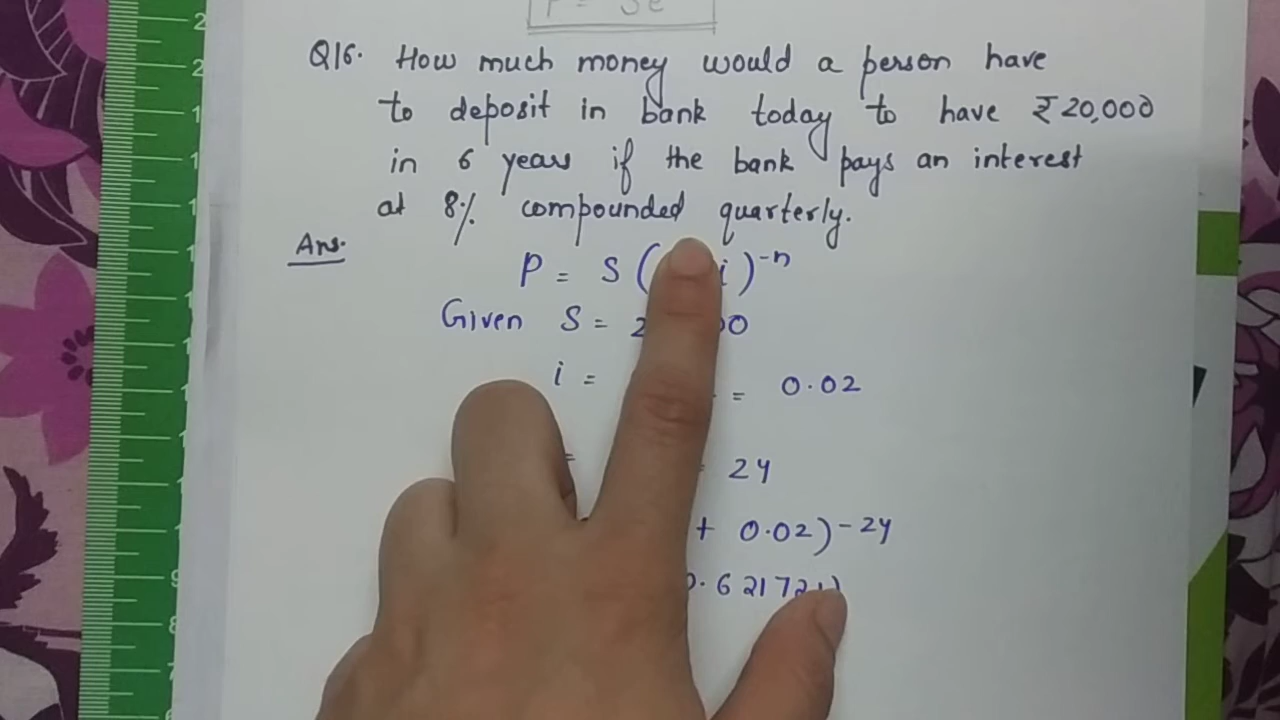 Q16. How much money would a person have
to deposit in bank today to have ₹20,000
in 6 years if the bank pays an interest
at 8% compounded quarterly.
Ans.
P = S ( i )⁻ⁿ
Given S = 2 00
i = = 0.02
= = 24
+ 0.02)⁻²⁴
0.621721)